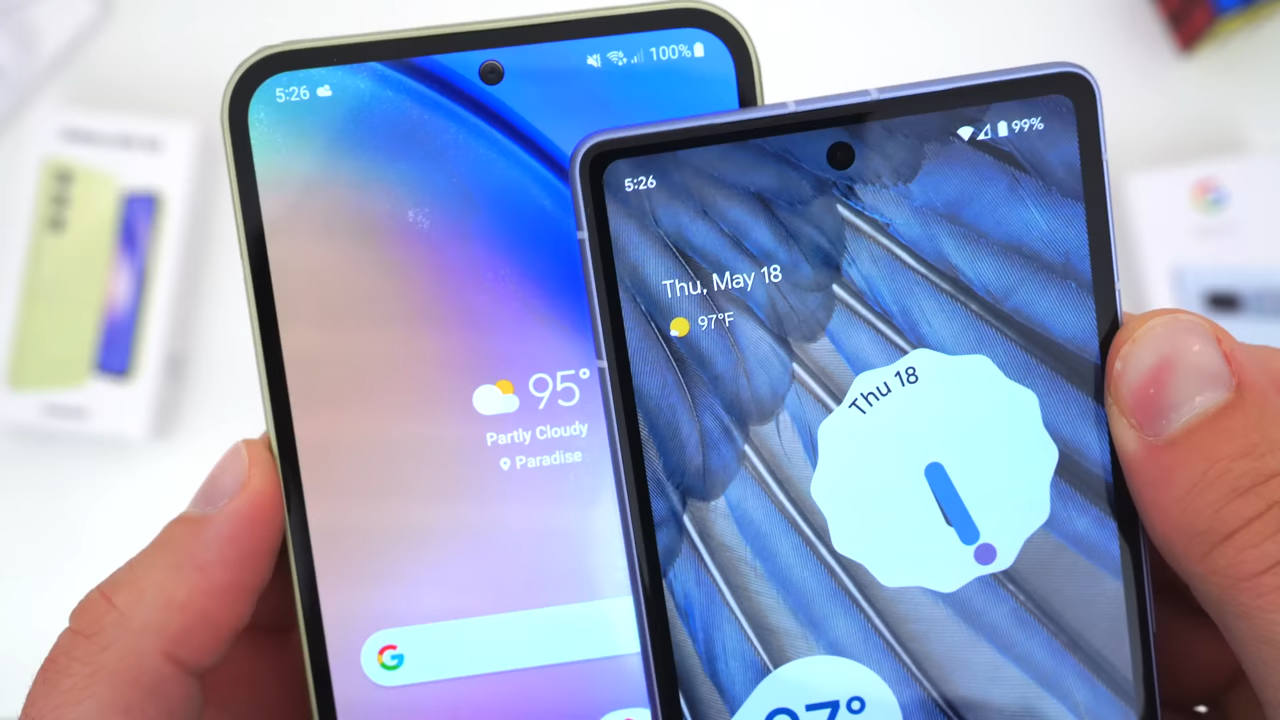 5:26
100%
95°
Partly Cloudy
Paradise
G
5:26
99%
Thu, May 18
97°F
Thu 18
97°